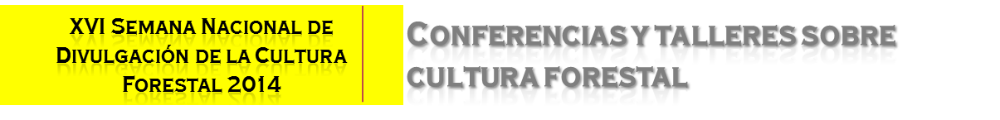 XVI Semana Nacional de
Divulgación de la Cultura
Forestal 2014
Conferencias y talleres sobre
cultura forestal